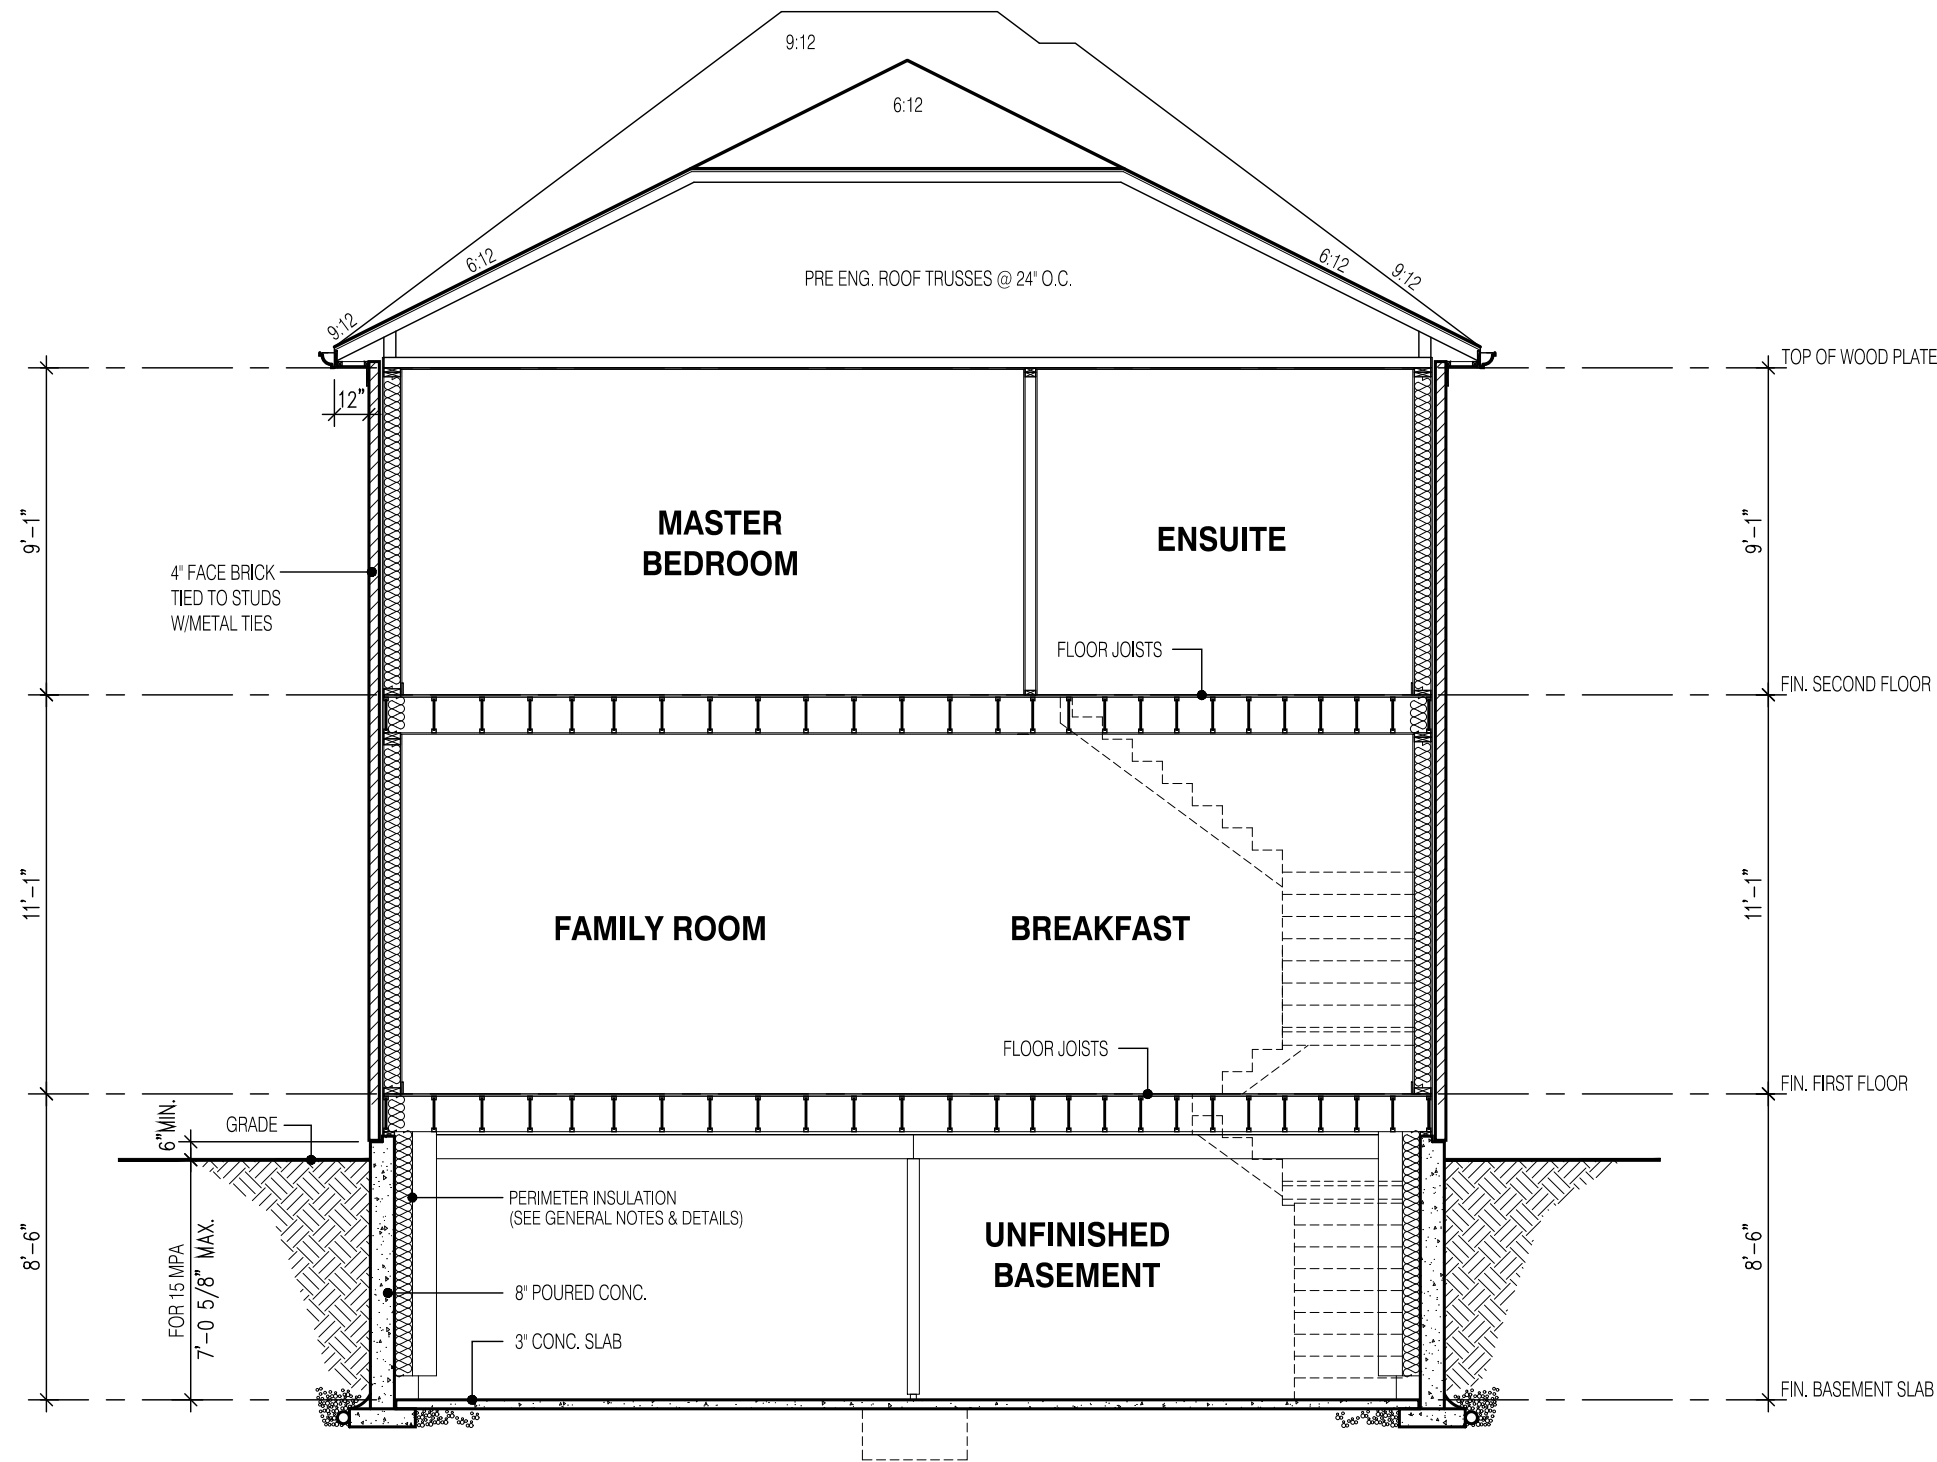 9:12
6:12
6:12
6:12
9:12
PRE ENG. ROOF TRUSSES @ 24" O.C.
9:12
TOP OF WOOD PLATE
12"
9'-1"
9'-1"
MASTER
BEDROOM
ENSUITE
4" FACE BRICK
TIED TO STUDS
W/METAL TIES
FLOOR JOISTS
FIN. SECOND FLOOR
11'-1"
11'-1"
FAMILY ROOM
BREAKFAST
FLOOR JOISTS
FIN. FIRST FLOOR
6"MIN.
GRADE
PERIMETER INSULATION
(SEE GENERAL NOTES & DETAILS)
UNFINISHED
BASEMENT
8'-6"
8'-6"
FOR 15 MPA
7'-0 5/8" MAX.
8" POURED CONC.
3" CONC. SLAB
FIN. BASEMENT SLAB